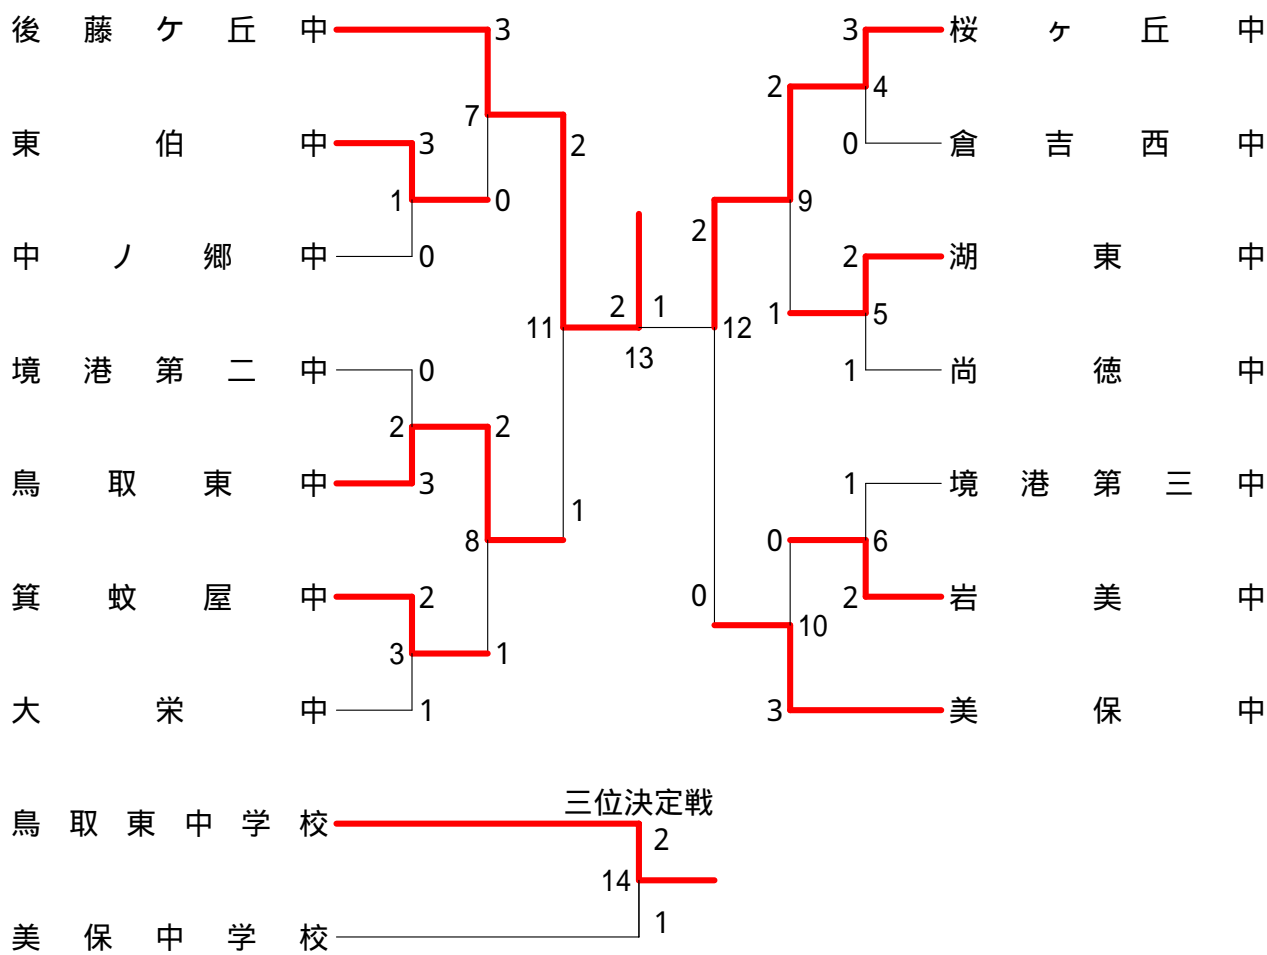 後藤ケ丘中 3 3 桜ヶ丘中
7 2 4
東伯中 3 2 0 倉吉西中
1 0 9
2
中ノ郷中 0 2 湖東中
2 1 1 5
11 12
13
境港第二中 0 1 尚徳中
2 2
鳥取東中 3 1 境港第三中
1
8 0 6
箕蚊屋中 2 0 2 岩美中
10
3 1
大栄中 1 3 美保中
三位決定戦
鳥取東中学校 2
14
美保中学校 1